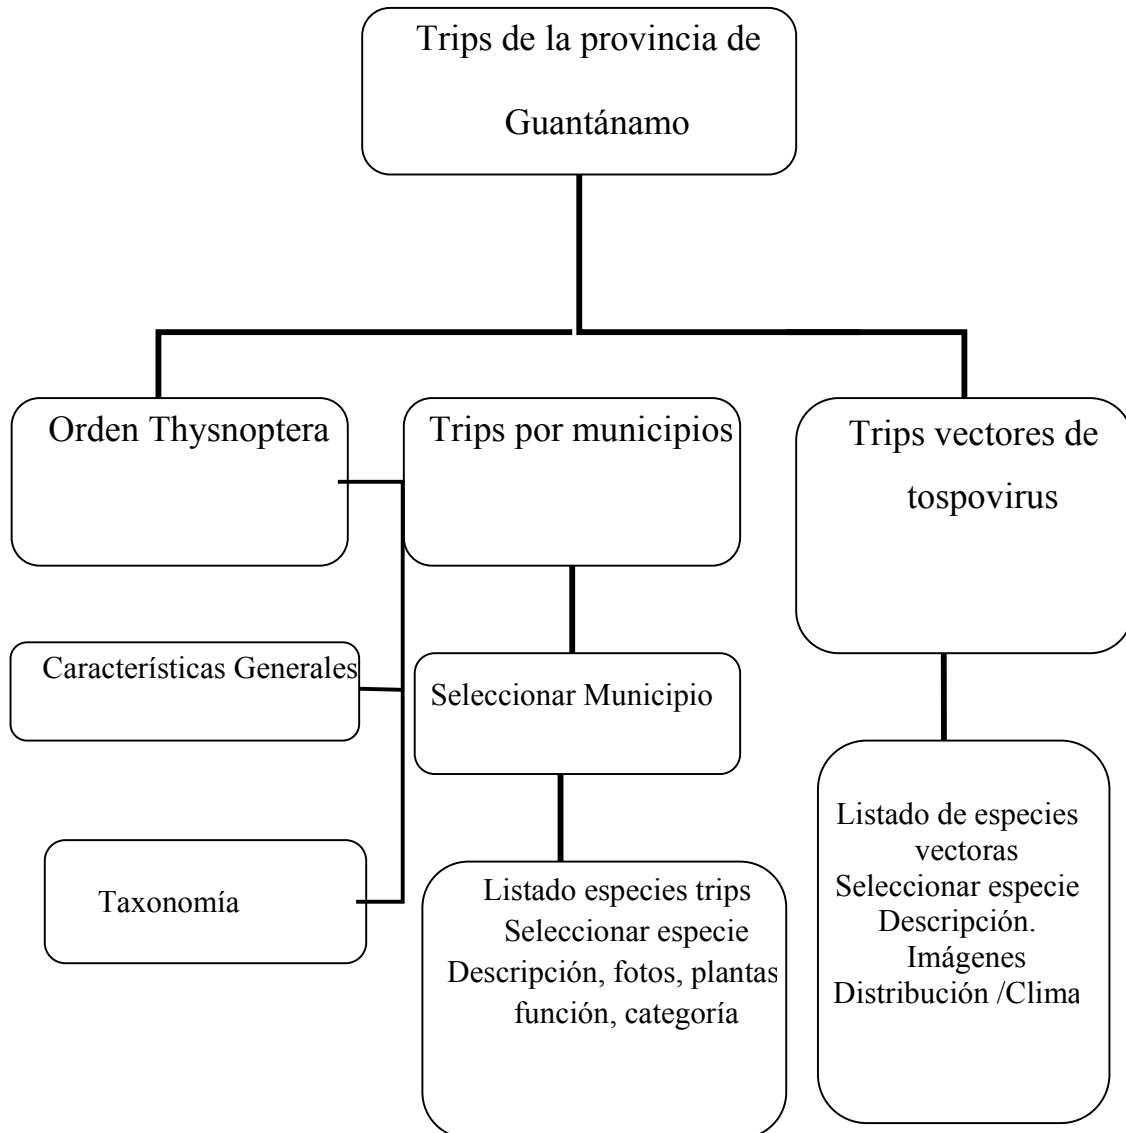 Trips de la provincia de
Guantánamo
Orden Thysnoptera
Trips por municipios
Trips vectores de
tospovirus
Característicás Generales
Seleccionar Municipio
Taxonomía
Listado especies trips
Seleccionar especie
Descripción, fotos, plantas
función, categoría
Listado de especies
vectoras
Seleccionar especie
Descripción.
Imágenes
Distribución /Clima